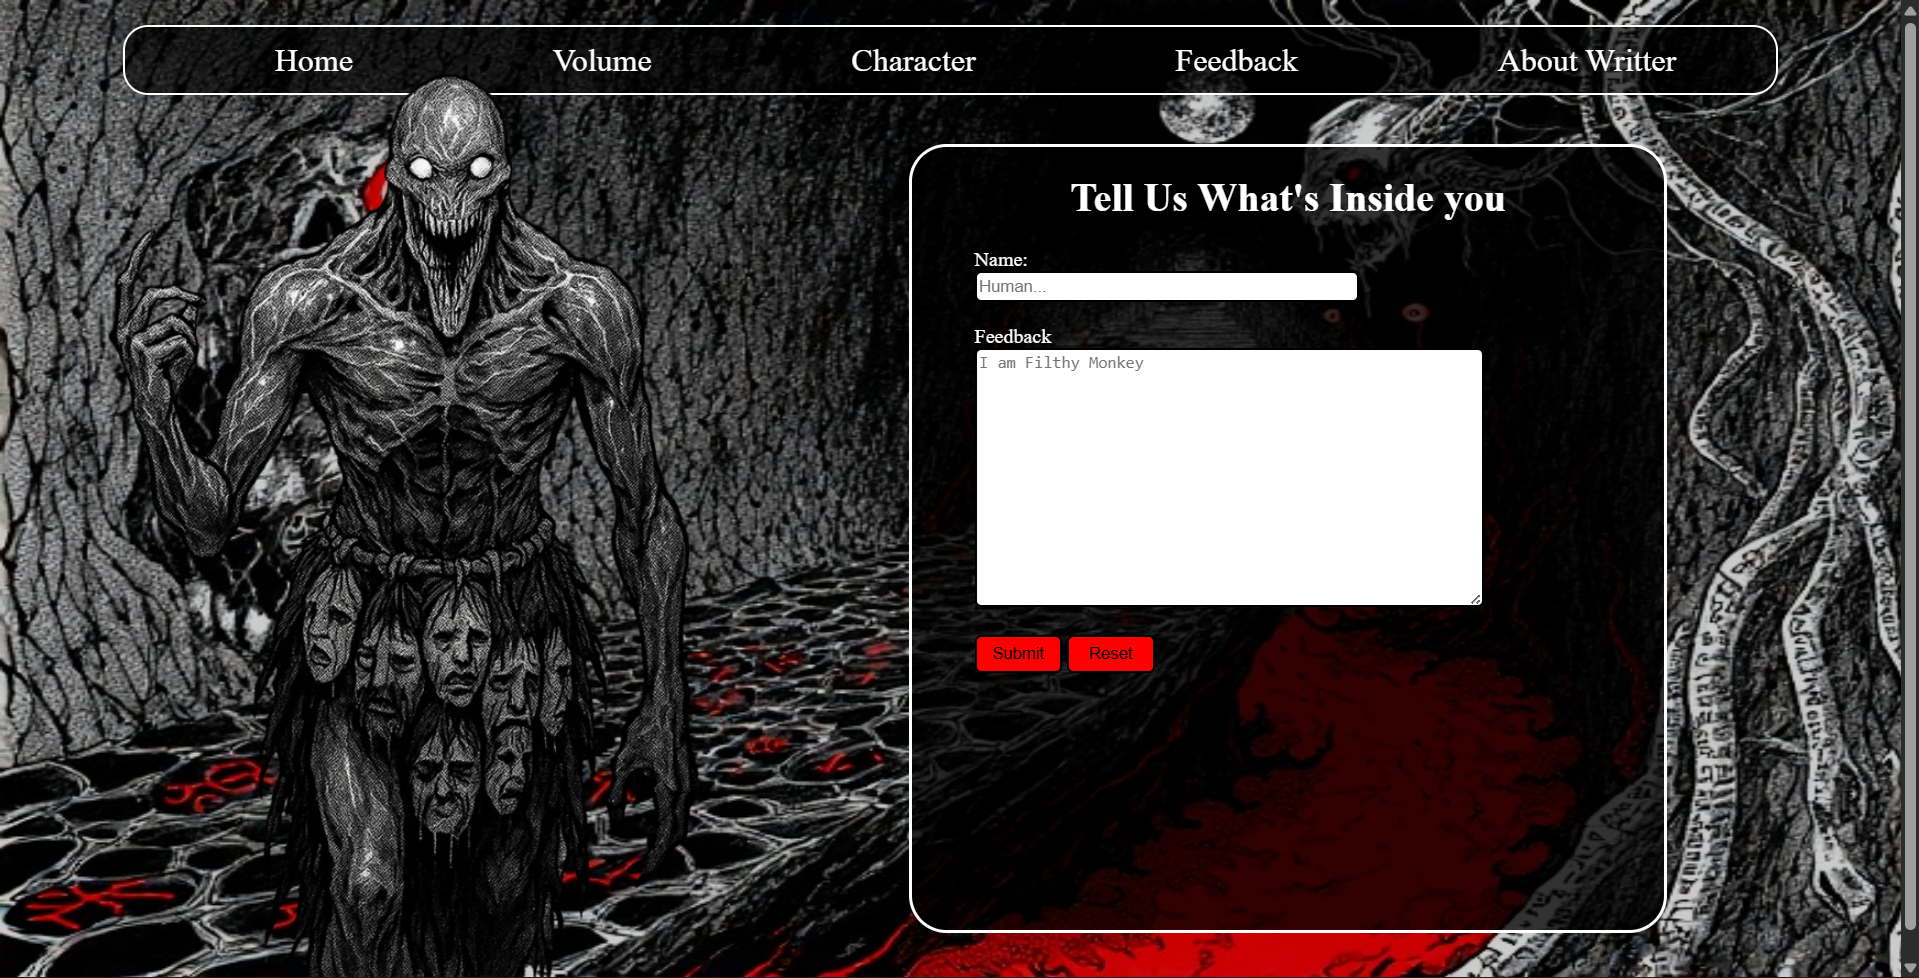 Home Volume Character Feedback About Writter
Tell Us What's Inside you
Name:
Human...
Feedback
I am Filthy Monkey
Submit Reset